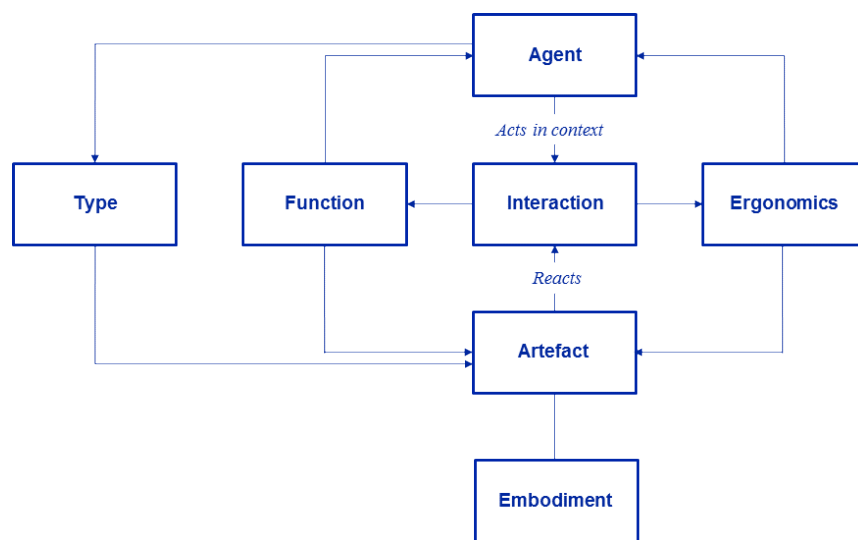 Agent
Acts in context
Type
Function
Interaction
Ergonomics
Reacts
Artefact
Embodiment